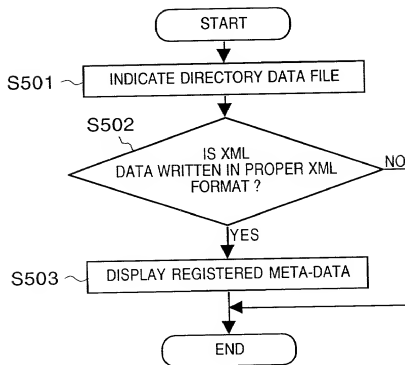 START
S501
INDICATE DIRECTORY DATA FILE
S502
IS XML
DATA WRITTEN IN PROPER XML
FORMAT ?
NO
YES
S503
DISPLAY REGISTERED META-DATA
END